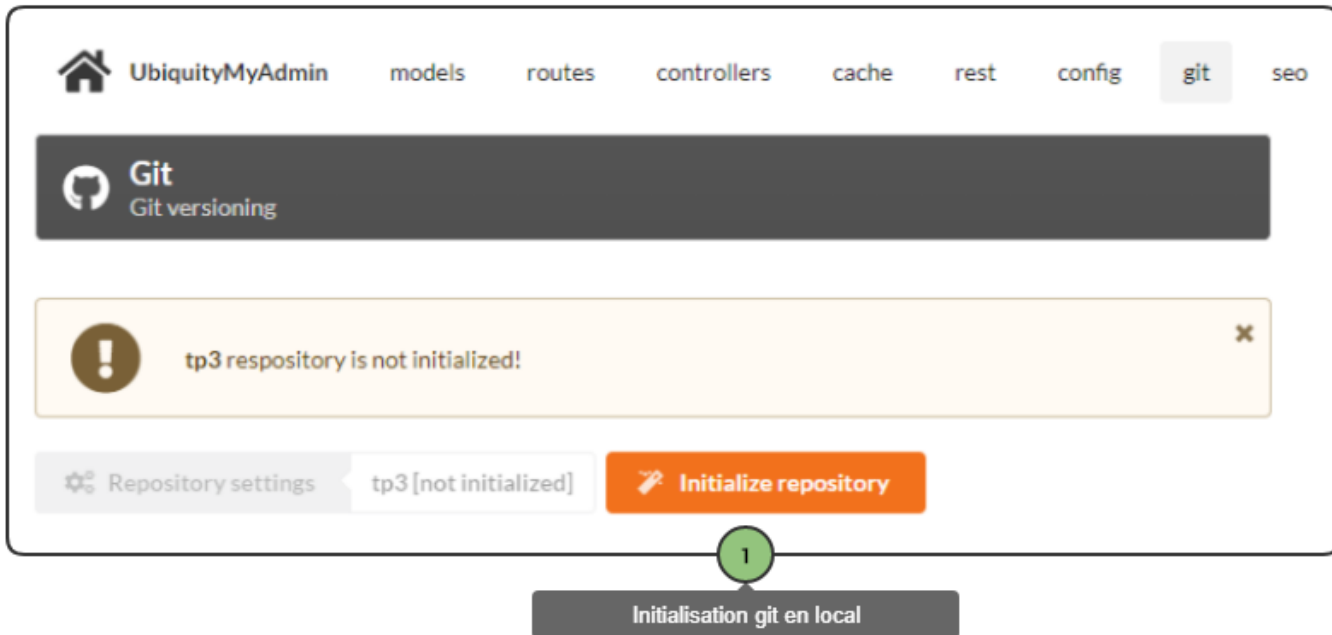 UbiquityMyAdmin models routes controllers cache rest config git seo
Git
Git versioning
tp3 respository is not initialized!
Repository settings tp3 [not initialized] Initialize repository
1
Initialisation git en local